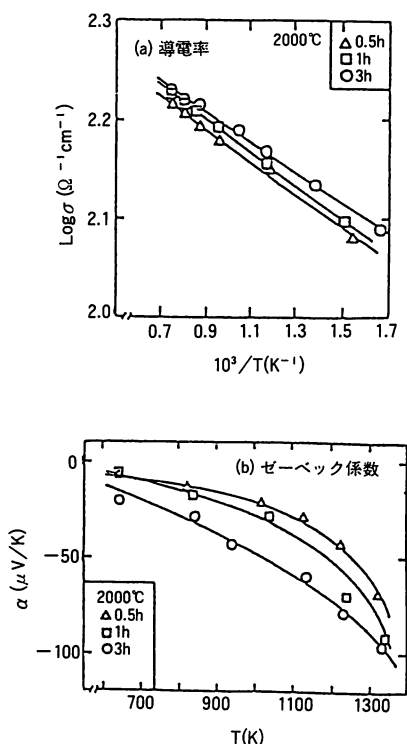 (a) 導電率
2000℃
△ 0.5h
□ 1h
○ 3h
Logσ (Ω⁻¹cm⁻¹)
2.3
2.2
2.1
2.0
0.7 0.9 1.1 1.3 1.5 1.7
10³/T(K⁻¹)
(b) ゼーベック係数
α (μV/K)
0
−50
−100
2000℃
△ 0.5h
□ 1h
○ 3h
700 900 1100 1300
T(K)